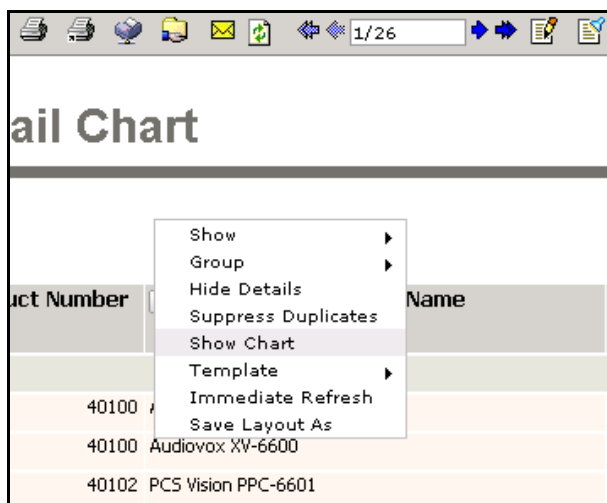 1/26
ail Chart
Show
Group
Hide Details
uct Number Name
Suppress Duplicates
Show Chart
Template
Immediate Refresh
40100
Save Layout As
40100 Audiovox XV-6600
40102 PCS Vision PPC-6601